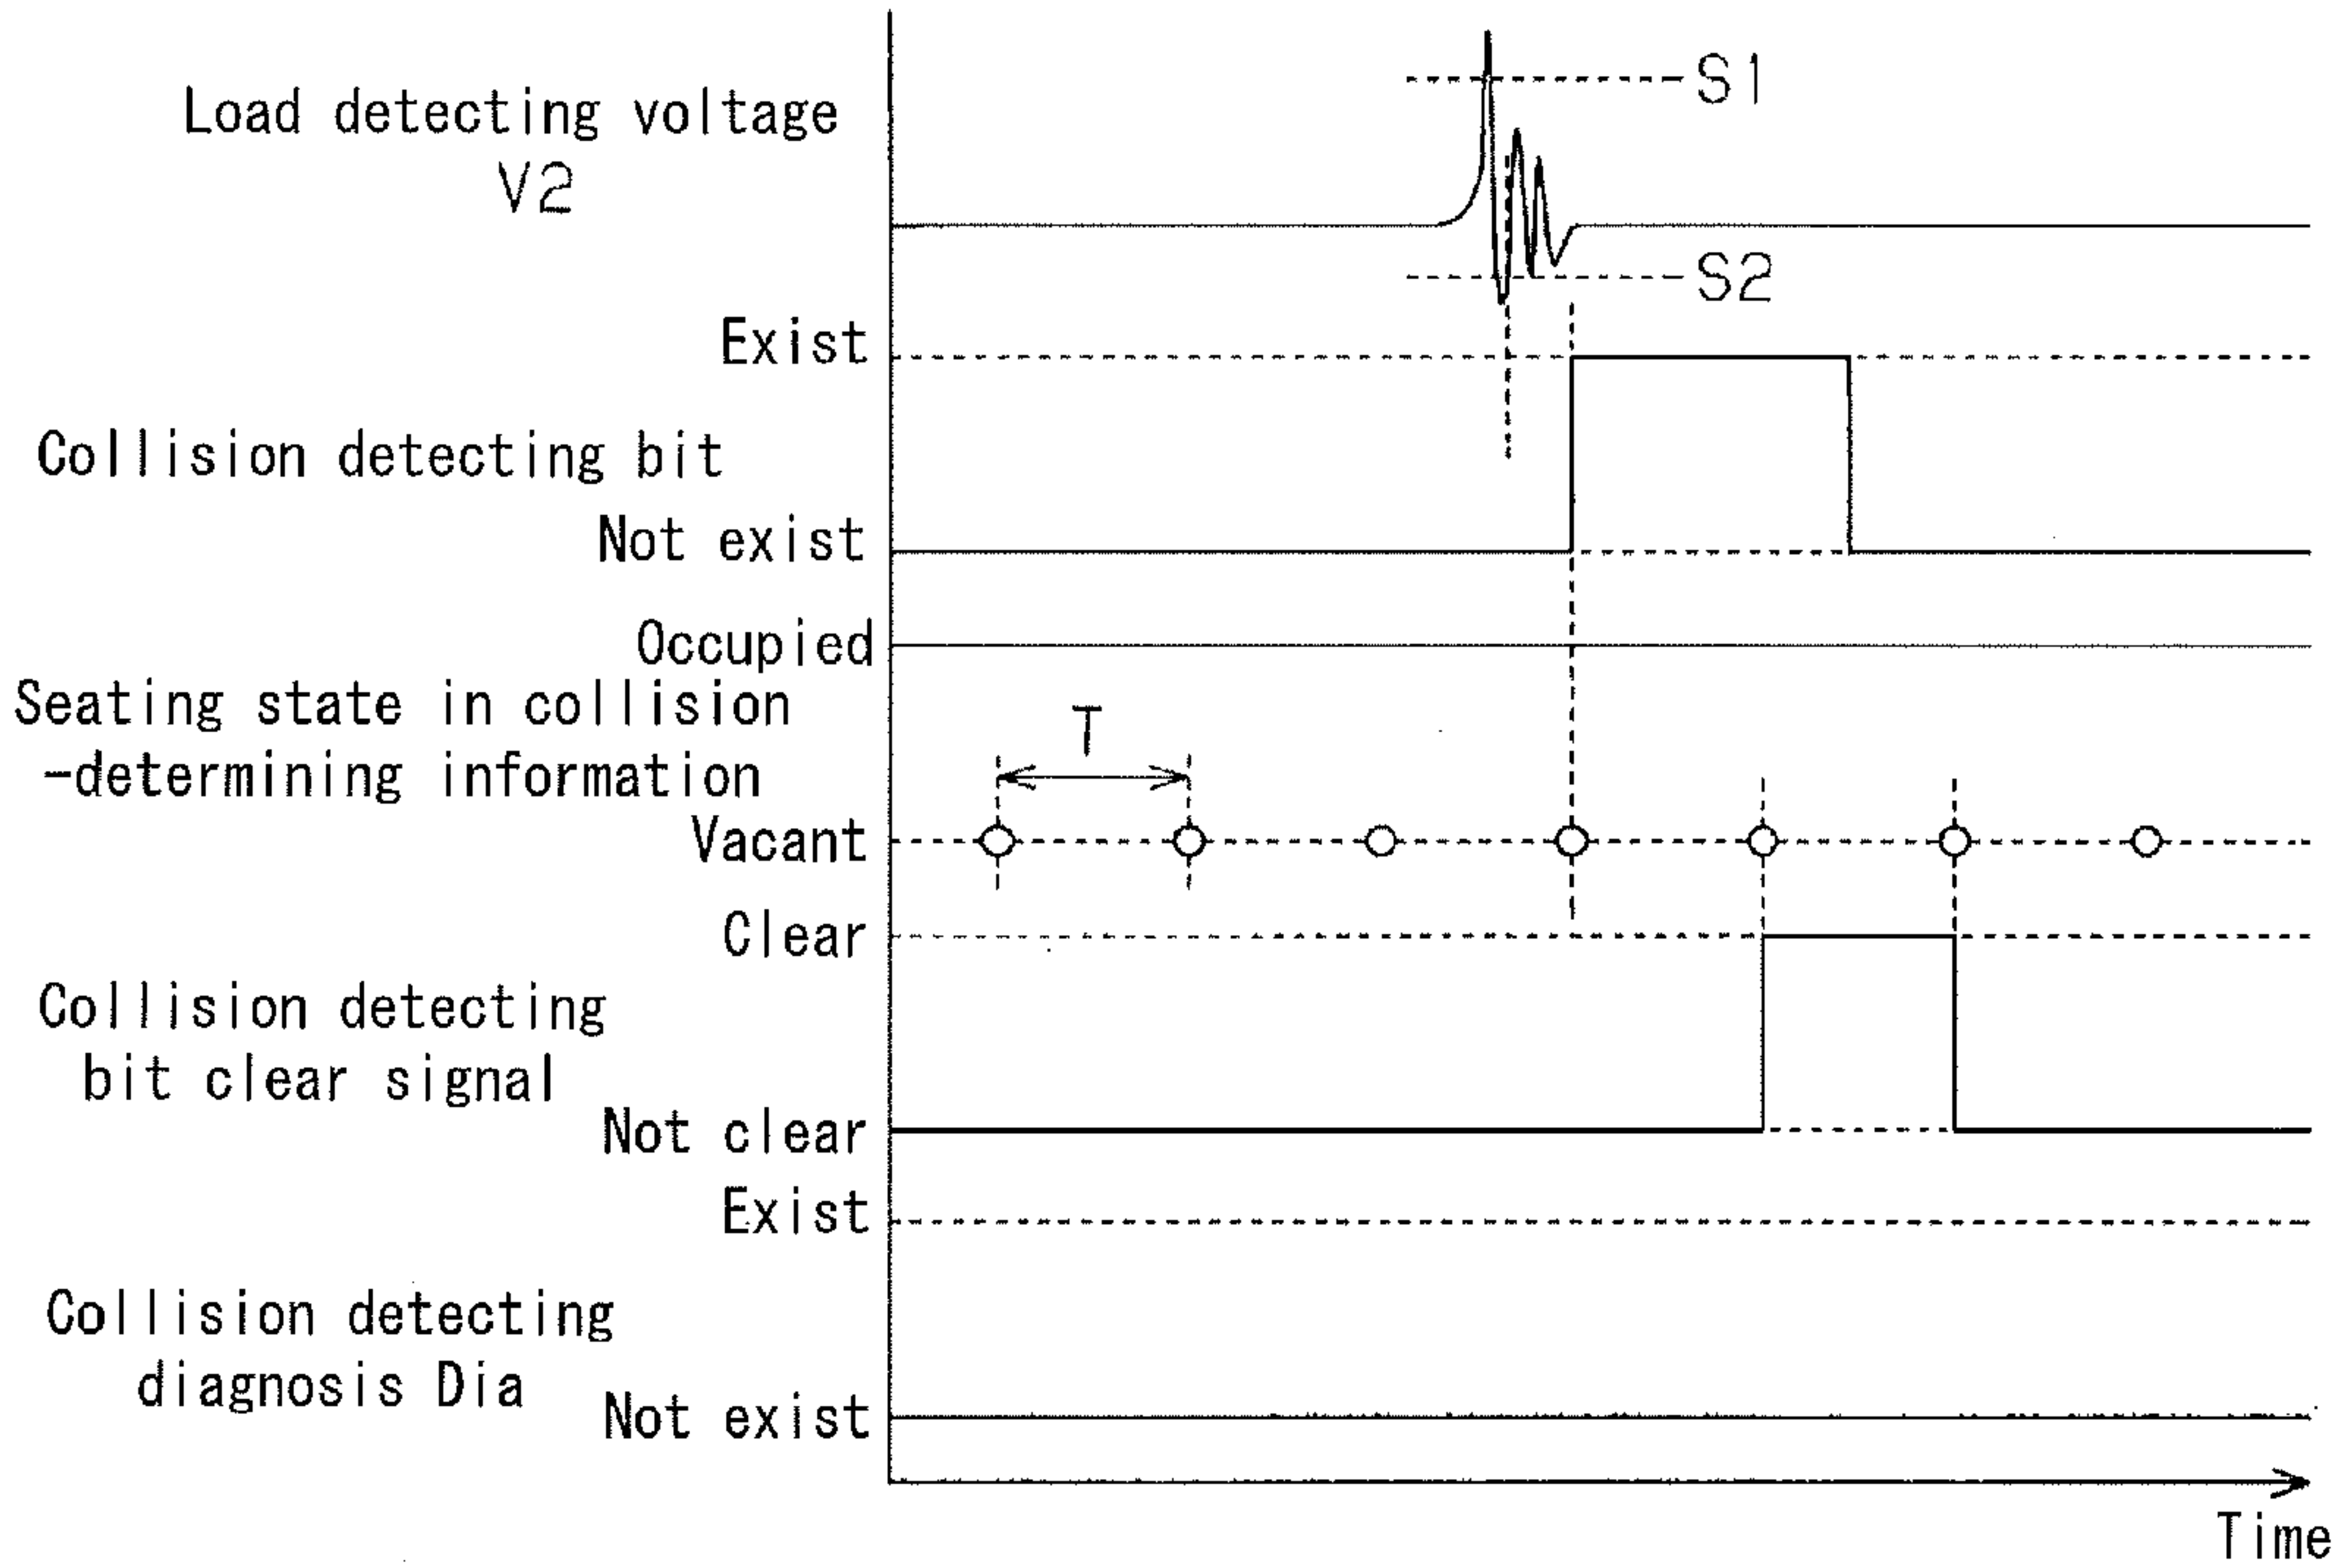 Load detecting voltage
V2
S1
S2
Exist
Collision detecting bit
Not exist
Occupied
Seating state in collision
-determining information
T
Vacant
Clear
Collision detecting
bit clear signal
Not clear
Exist
Collision detecting
diagnosis Dia
Not exist
Time